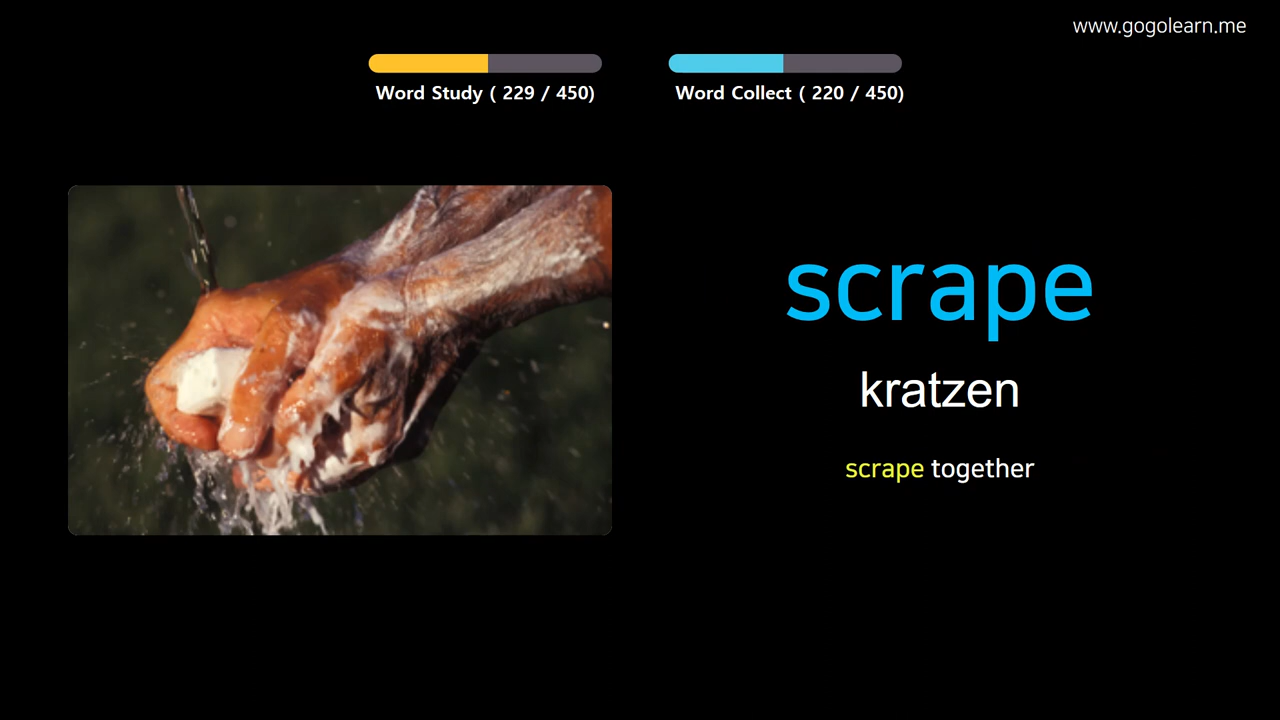 www.gogolearn.me
Word Study ( 229 / 450)
Word Collect ( 220 / 450)
scrape
kratzen
scrape together